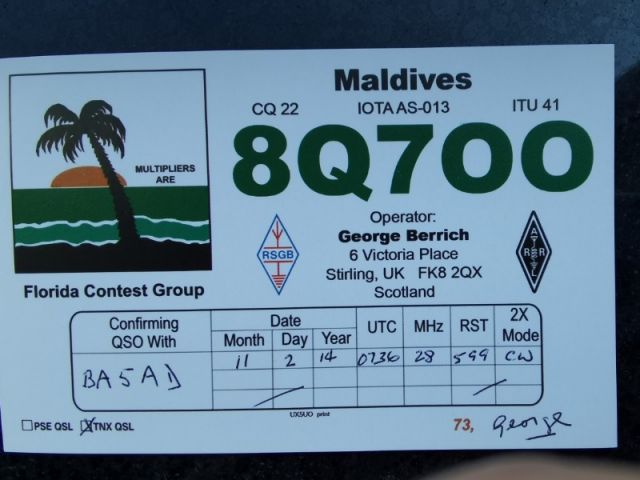 Maldives
CQ 22 IOTA AS-013 ITU 41
8Q7OO
MULTIPLIERS
ARE
Florida Contest Group
RSGB
Operator:
George Berrich
6 Victoria Place
Stirling, UK FK8 2QX
Scotland
A
R R
L
Confirming
QSO With
Date
Month Day Year
UTC
MHz
RST
2X
Mode
BA5AD
11 2 14 0736 28 599 CW
UX5UO print
PSE QSL TNX QSL
73, George